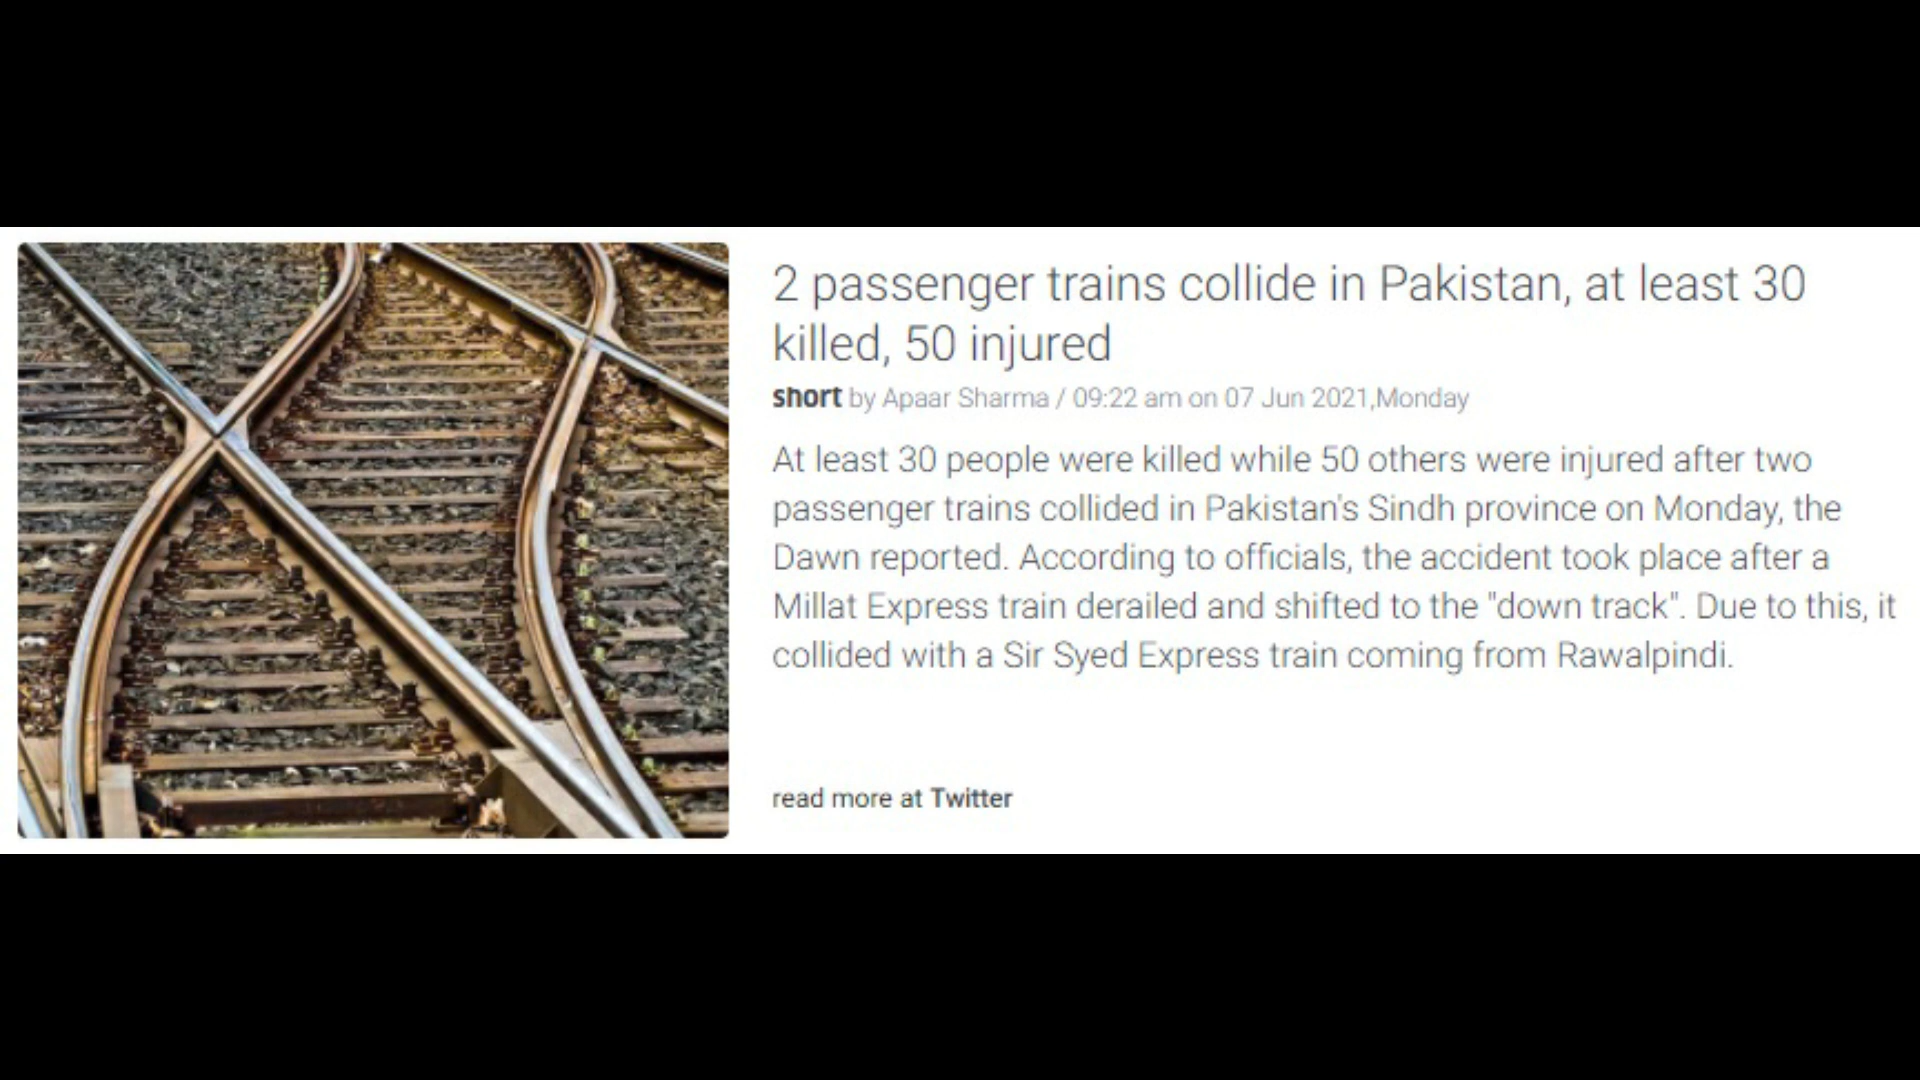 2 passenger trains collide in Pakistan, at least 30
killed, 50 injured
short by Apaar Sharma / 09:22 am on 07 Jun 2021,Monday
At least 30 people were killed while 50 others were injured after two
passenger trains collided in Pakistan's Sindh province on Monday, the
Dawn reported. According to officials, the accident took place after a
Millat Express train derailed and shifted to the "down track". Due to this, it
collided with a Sir Syed Express train coming from Rawalpindi.
read more at Twitter